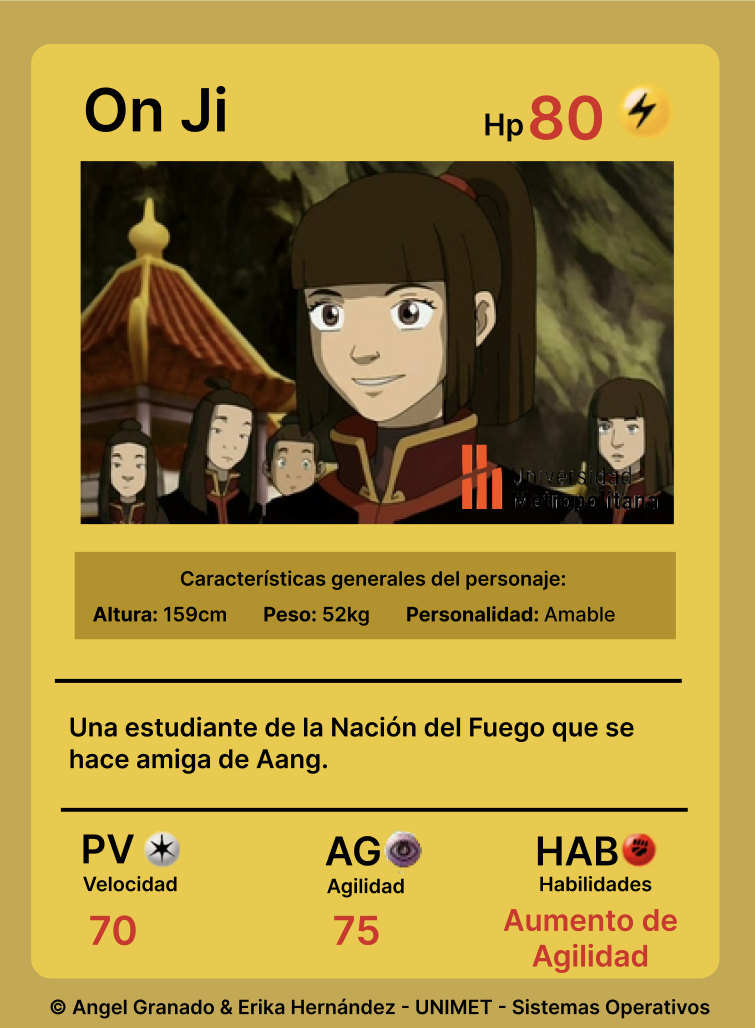 On Ji
Hp 80
Universidad
Metropolitana
Características generales del personaje:
Altura: 159cm Peso: 52kg Personalidad: Amable
Una estudiante de la Nación del Fuego que se
hace amiga de Aang.
PV AG HAB
Velocidad Agilidad Habilidades
70 75 Aumento de
Agilidad
© Angel Granado & Erika Hernández - UNIMET - Sistemas Operativos